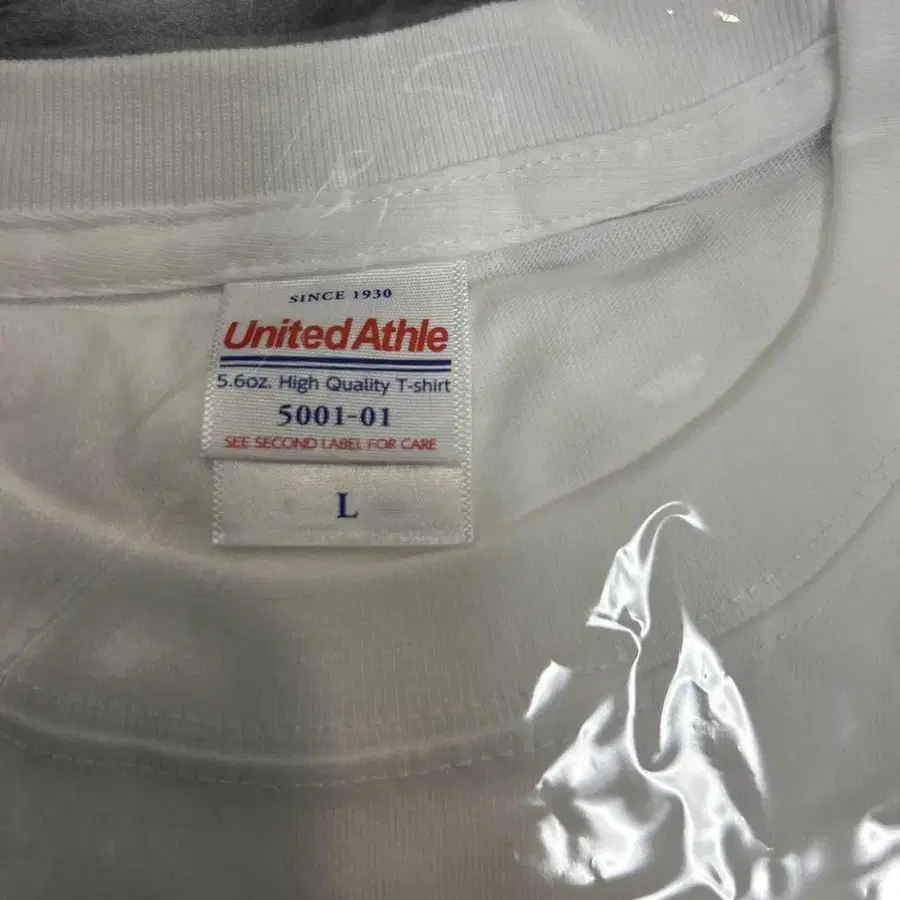 SINCE 1930
United Athle
5.6oz. High Quality T-shirt
5001-01
SEE SECOND LABEL FOR CARE
L